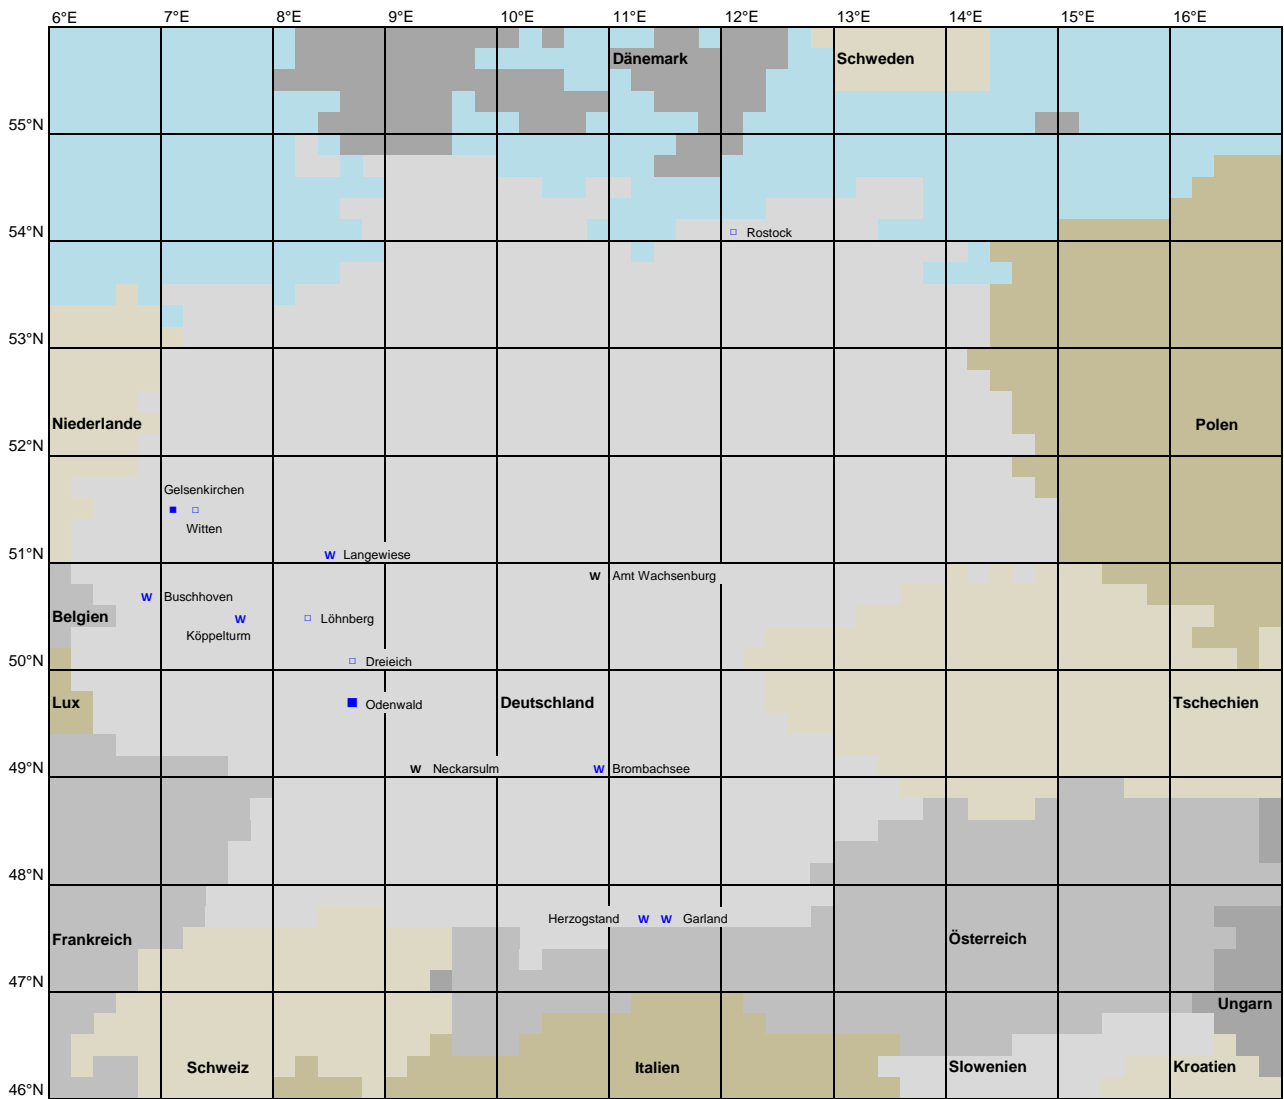 6°E 7°E 8°E 9°E 10°E 11°E 12°E 13°E 14°E 15°E 16°E
Dänemark Schweden
55°N
54°N Rostock
53°N
Niederlande Polen
52°N
Gelsenkirchen
Witten
51°N W Langewiese
W Amt Wachsenburg
W Buschhoven
Belgien W Löhnberg
Köppelturm
50°N Dreieich
Lux Odenwald Deutschland Tschechien
49°N W Neckarsulm W Brombachsee
48°N
Herzogstand W W Garland
Frankreich Österreich
47°N
Ungarn
Schweiz Italien Slowenien Kroatien
46°N